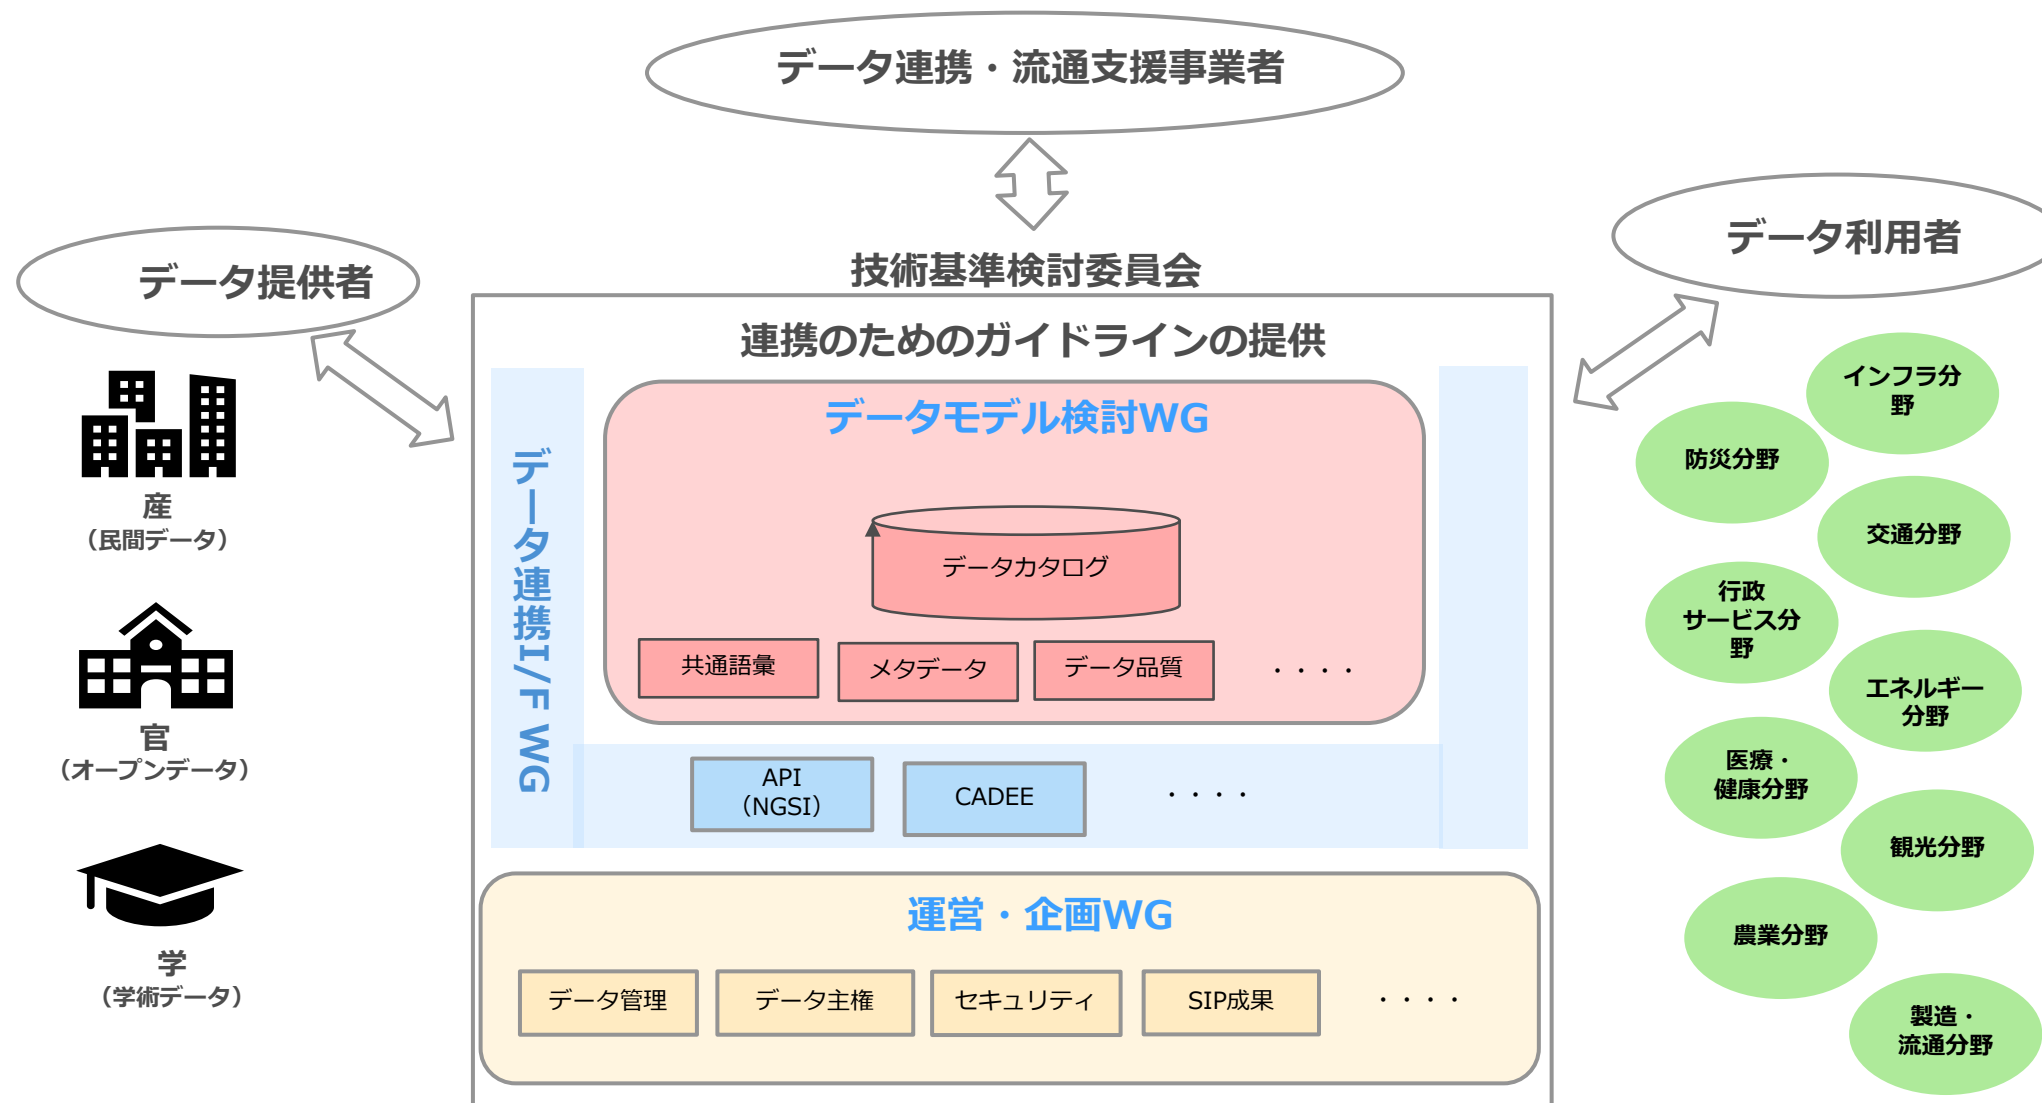 データ連携・流通支援事業者
データ提供者
産
（民間データ）
官
（オープンデータ）
学
（学術データ）
技術基準検討委員会
連携のためのガイドラインの提供
データ連携I/F WG
データモデル検討WG
データカタログ
共通語彙
メタデータ
データ品質
・・・・
API
（NGSI）
CADEE
・・・・
運営・企画WG
データ管理
データ主権
セキュリティ
SIP成果
・・・・
データ利用者
インフラ分
野
防災分野
交通分野
行政
サービス分
野
エネルギー
分野
医療・
健康分野
観光分野
農業分野
製造・
流通分野